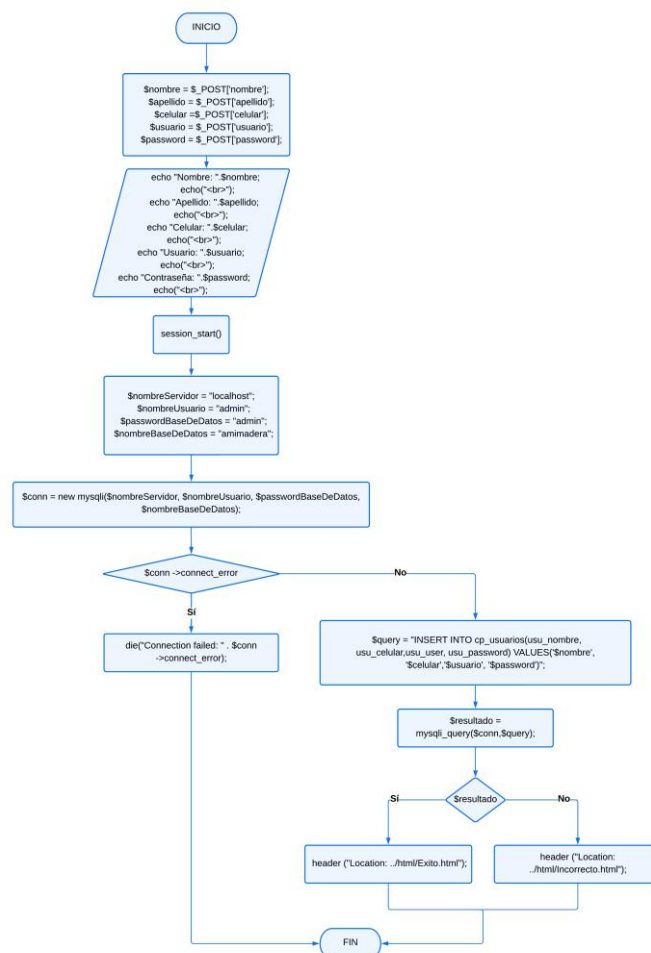 INICIO
$nombre = $_POST['nombre'];
$apellido = $_POST['apellido'];
$celular =$_POST['celular'];
$usuario = $_POST['usuario'];
$password = $_POST['password'];
echo "Nombre: ".$nombre;
echo("<br>");
echo "Apellido: ".$apellido;
echo("<br>");
echo "Celular: ".$celular;
echo("<br>");
echo "Usuario: ".$usuario;
echo("<br>");
echo "Contraseña: ".$password;
echo("<br>");
session_start()
$nombreServidor = "localhost";
$nombreUsuario = "admin";
$passwordBaseDeDatos = "admin";
$nombreBaseDeDatos = "amimadera";
$conn = new mysqli($nombreServidor, $nombreUsuario, $passwordBaseDeDatos,
$nombreBaseDeDatos);
$conn ->connect_error
No
Sí
die("Connection failed: " . $conn
->connect_error);
$query = "INSERT INTO cp_usuarios(usu_nombre,
usu_celular,usu_user, usu_password) VALUES('$nombre',
'$celular','$usuario', '$password')";
$resultado =
mysqli_query($conn,$query);
$resultado
Sí
No
header ("Location: ../html/Exito.html");
header ("Location:
../html/Incorrecto.html");
FIN